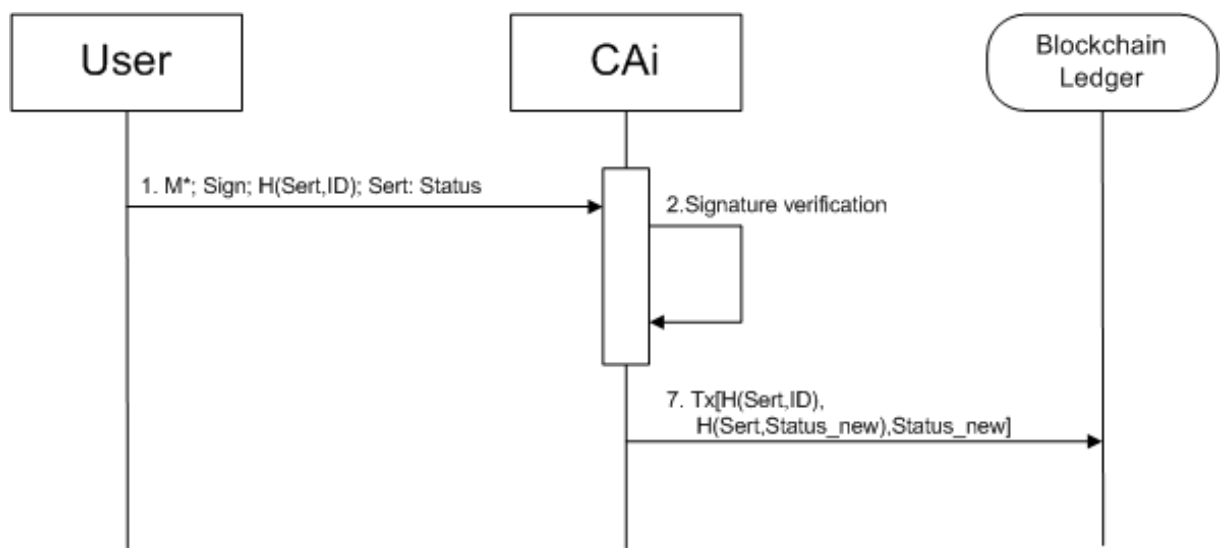 User
CAi
Blockchain
Ledger
1. M*; Sign; H(Sert,ID); Sert: Status
2.Signature verification
7. Tx[H(Sert,ID),
H(Sert,Status_new),Status_new]